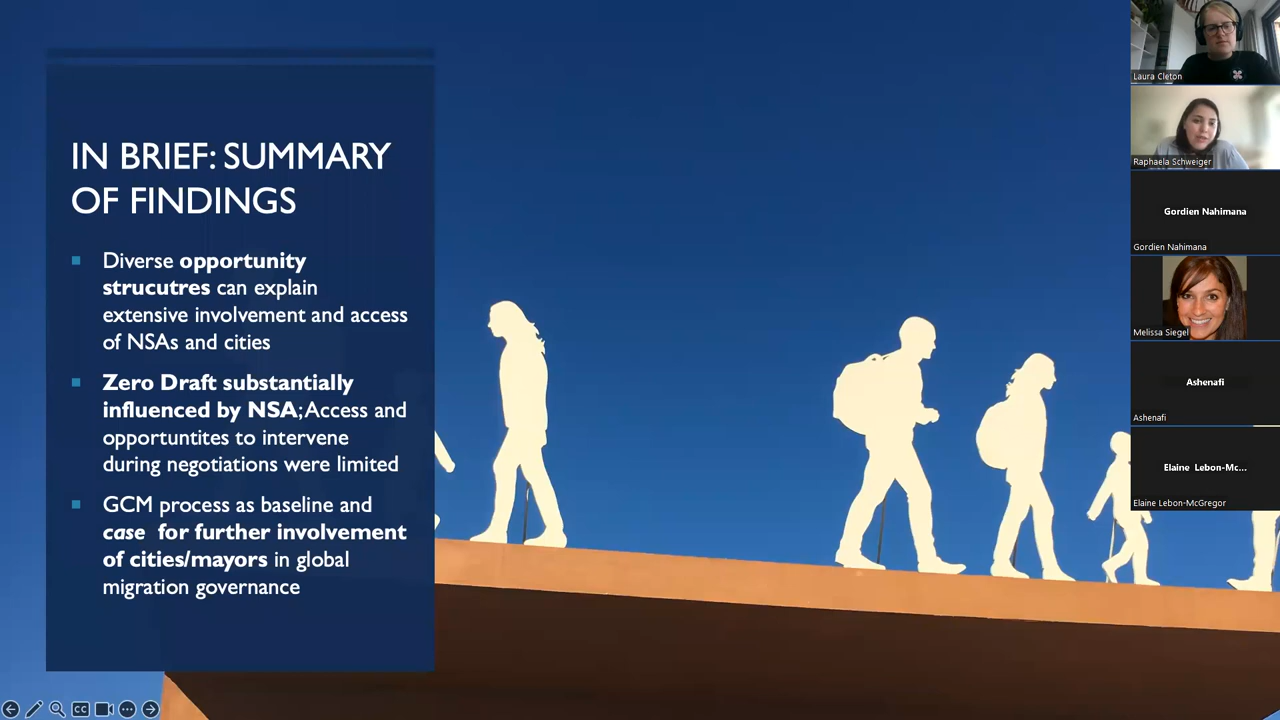 IN BRIEF: SUMMARY
OF FINDINGS
Diverse opportunity
strucutres can explain
extensive involvement and access
of NSAs and cities
Zero Draft substantially
influenced by NSA; Access and
opportuntites to intervene
during negotiations were limited
GCM process as baseline and
case for further involvement
of cities/mayors in global
migration governance
Laura Cleton
Raphaela Schweiger
Gordien Nahimana
Gordien Nahimana
Melissa Siegel
Ashenafi
Ashenafi
Elaine Lebon-Mc...
Elaine Lebon-McGregor
CC